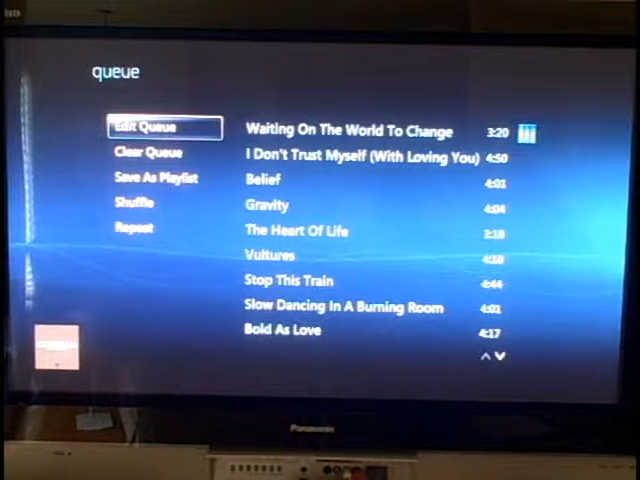 queue
Edit Queue
Clear Queue
Save As Playlist
Shuffle
Repeat
Waiting On The World To Change 3:20
I Don't Trust Myself (With Loving You) 4:50
Belief 4:01
Gravity 4:04
The Heart Of Life 3:18
Vultures 4:10
Stop This Train 4:44
Slow Dancing In A Burning Room 4:01
Bold As Love 4:17
Panasonic